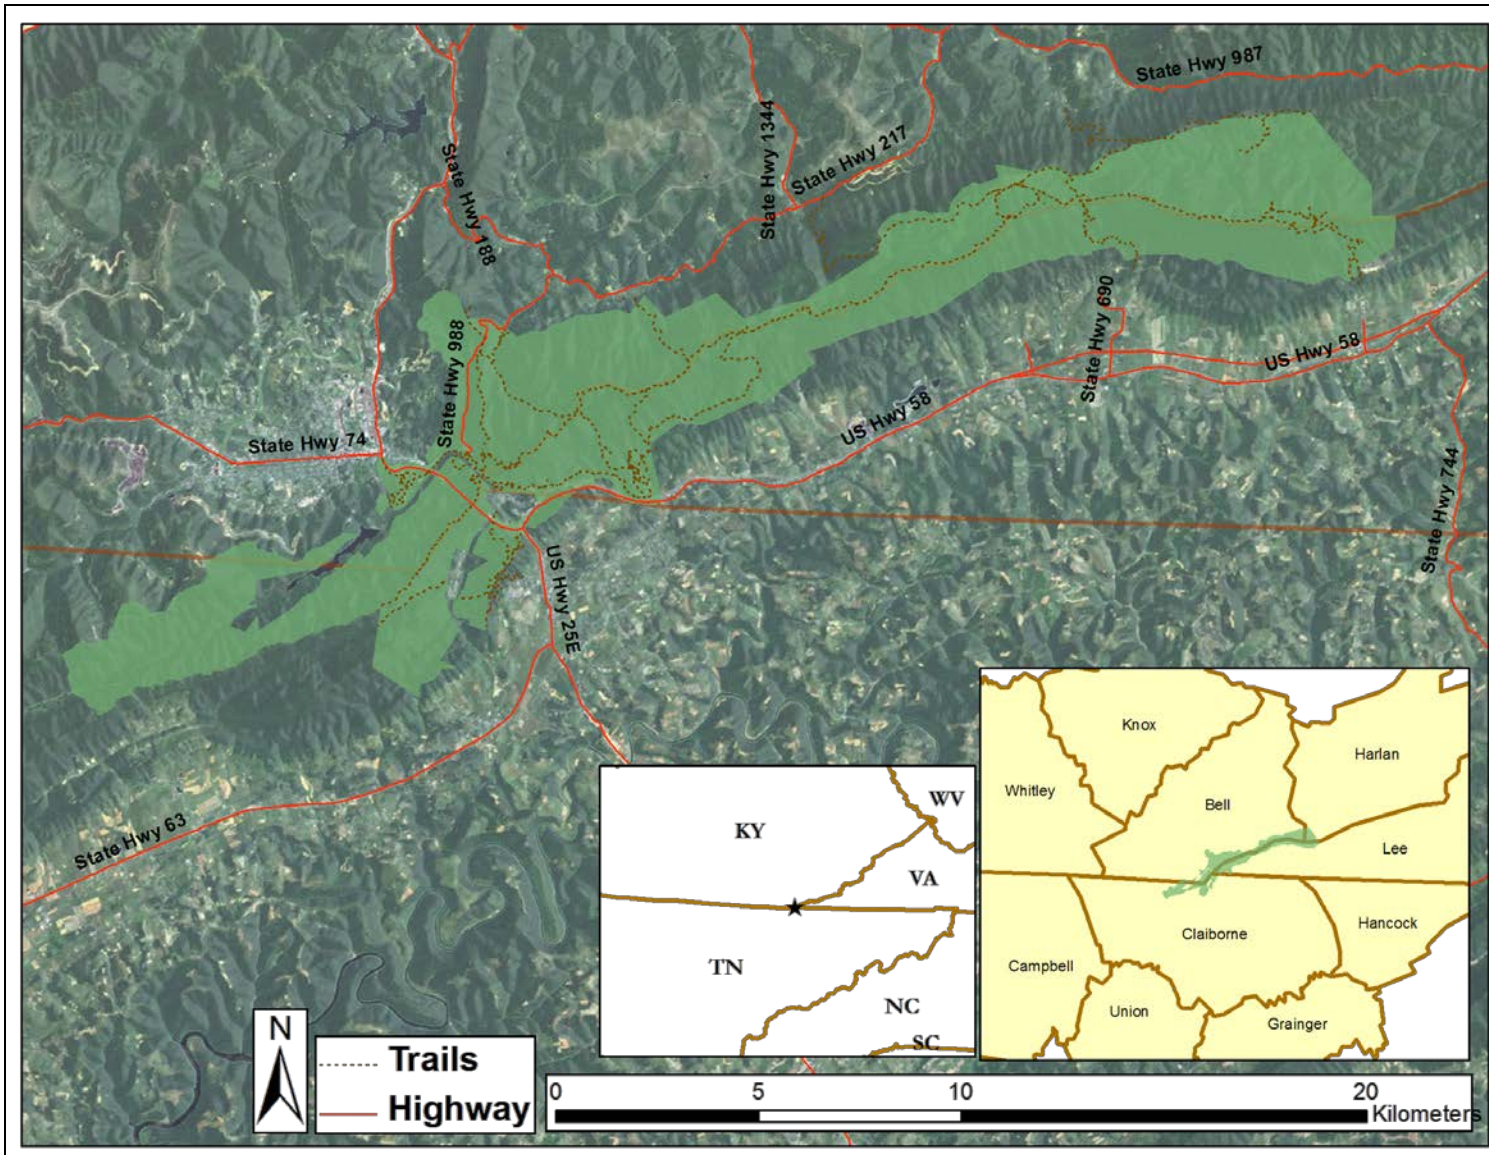 State Hwy 987
State Hwy 1344
State Hwy 217
State Hwy 188
State Hwy 690
State Hwy 988
US Hwy 58
US Hwy 58
State Hwy 74
State Hwy 744
US Hwy 25E
State Hwy 63
KY
WV
VA
TN
NC
SC
Knox
Harlan
Whitley
Bell
Lee
Hancock
Claiborne
Campbell
Union
Grainger
N
Trails
Highway
0 5 10 20
Kilometers